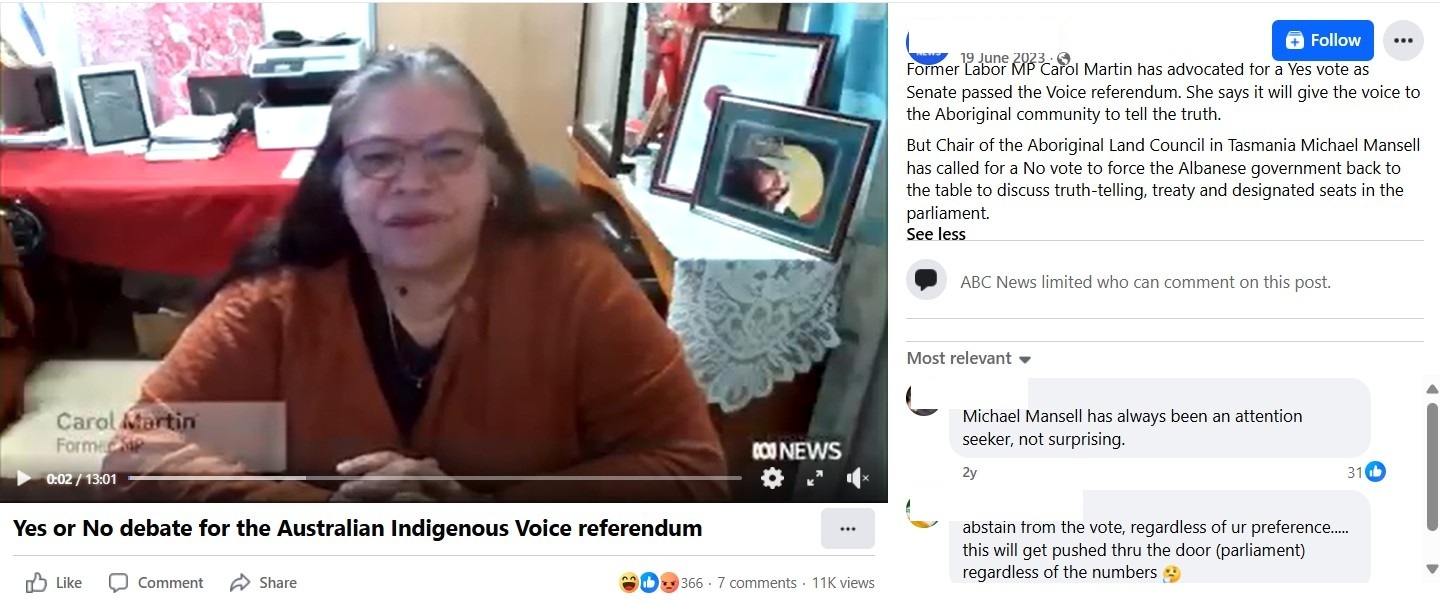 Carol Martin
Former MP
NEWS
0:02 / 13:01
Yes or No debate for the Australian Indigenous Voice referendum
Like
Comment
Share
366 · 7 comments · 11K views
19 June 2023
Follow
Former Labor MP Carol Martin has advocated for a Yes vote as
Senate passed the Voice referendum. She says it will give the voice to
the Aboriginal community to tell the truth.
But Chair of the Aboriginal Land Council in Tasmania Michael Mansell
has called for a No vote to force the Albanese government back to
the table to discuss truth-telling, treaty and designated seats in the
parliament.
See less
ABC News limited who can comment on this post.
Most relevant
Michael Mansell has always been an attention
seeker, not surprising.
2y
31
abstain from the vote, regardless of ur preference.....
this will get pushed thru the door (parliament)
regardless of the numbers 🤔